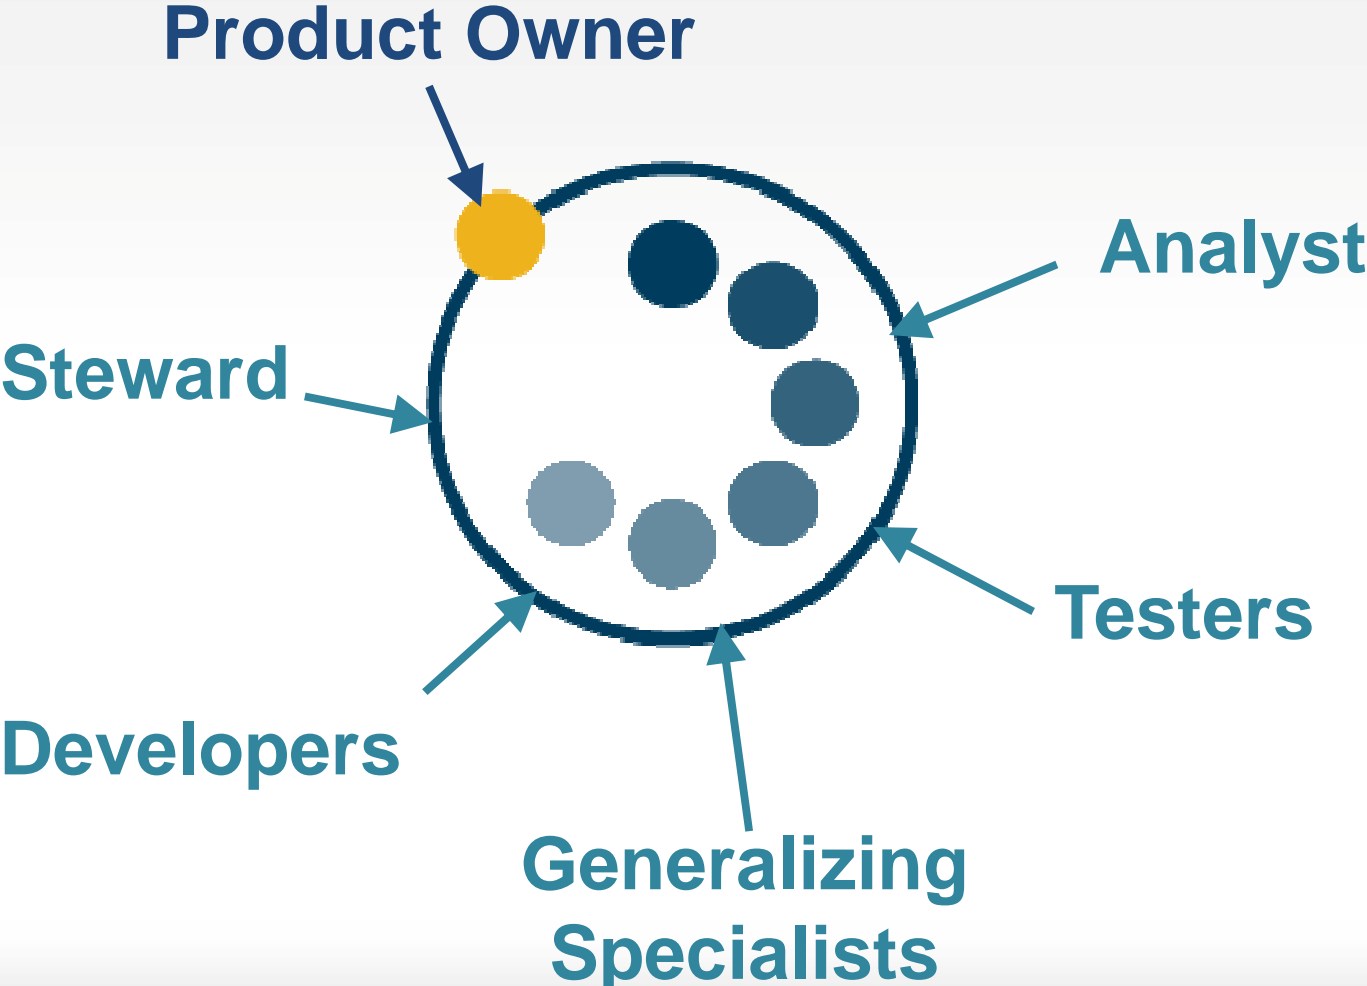 Product Owner
Analyst
Steward
Testers
Developers
Generalizing
Specialists